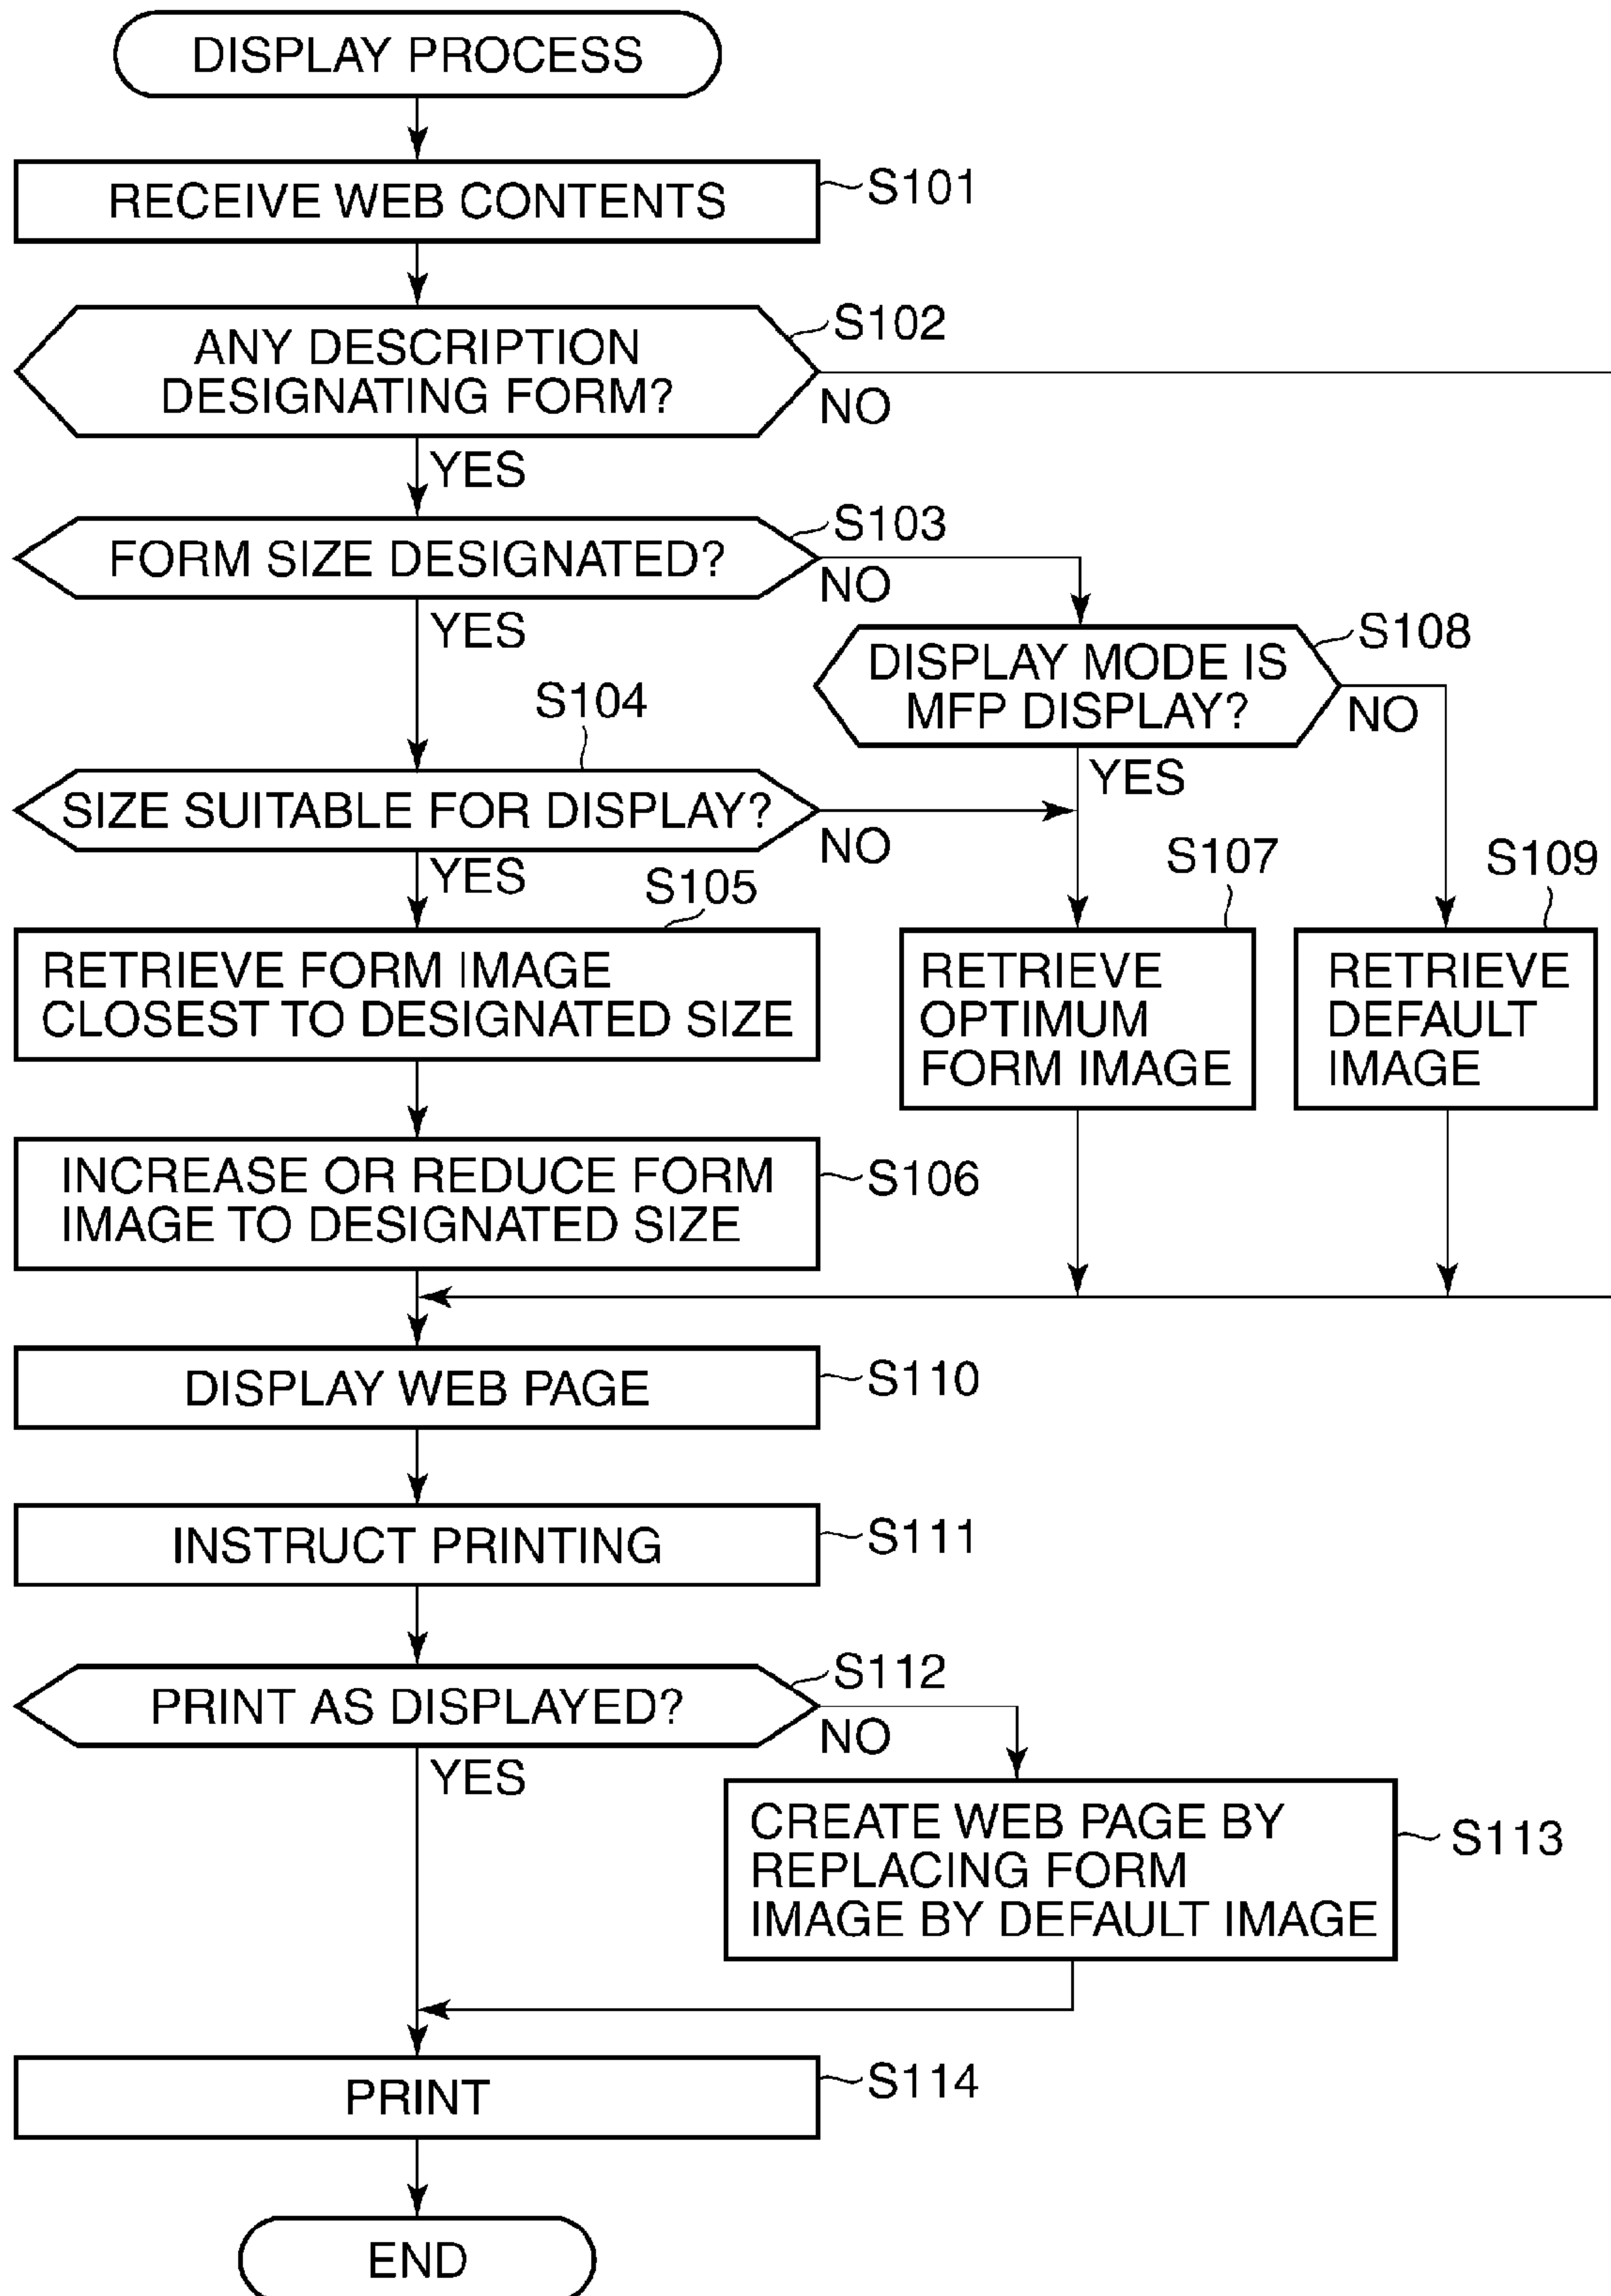 DISPLAY PROCESS
RECEIVE WEB CONTENTS
S101
ANY DESCRIPTION
DESIGNATING FORM?
S102
NO
YES
FORM SIZE DESIGNATED?
S103
NO
YES
DISPLAY MODE IS
MFP DISPLAY?
S108
NO
YES
S104
SIZE SUITABLE FOR DISPLAY?
NO
YES
S105
RETRIEVE FORM IMAGE
CLOSEST TO DESIGNATED SIZE
S107
RETRIEVE
OPTIMUM
FORM IMAGE
S109
RETRIEVE
DEFAULT
IMAGE
INCREASE OR REDUCE FORM
IMAGE TO DESIGNATED SIZE
S106
DISPLAY WEB PAGE
S110
INSTRUCT PRINTING
S111
PRINT AS DISPLAYED?
S112
NO
YES
CREATE WEB PAGE BY
REPLACING FORM
IMAGE BY DEFAULT IMAGE
S113
PRINT
S114
END